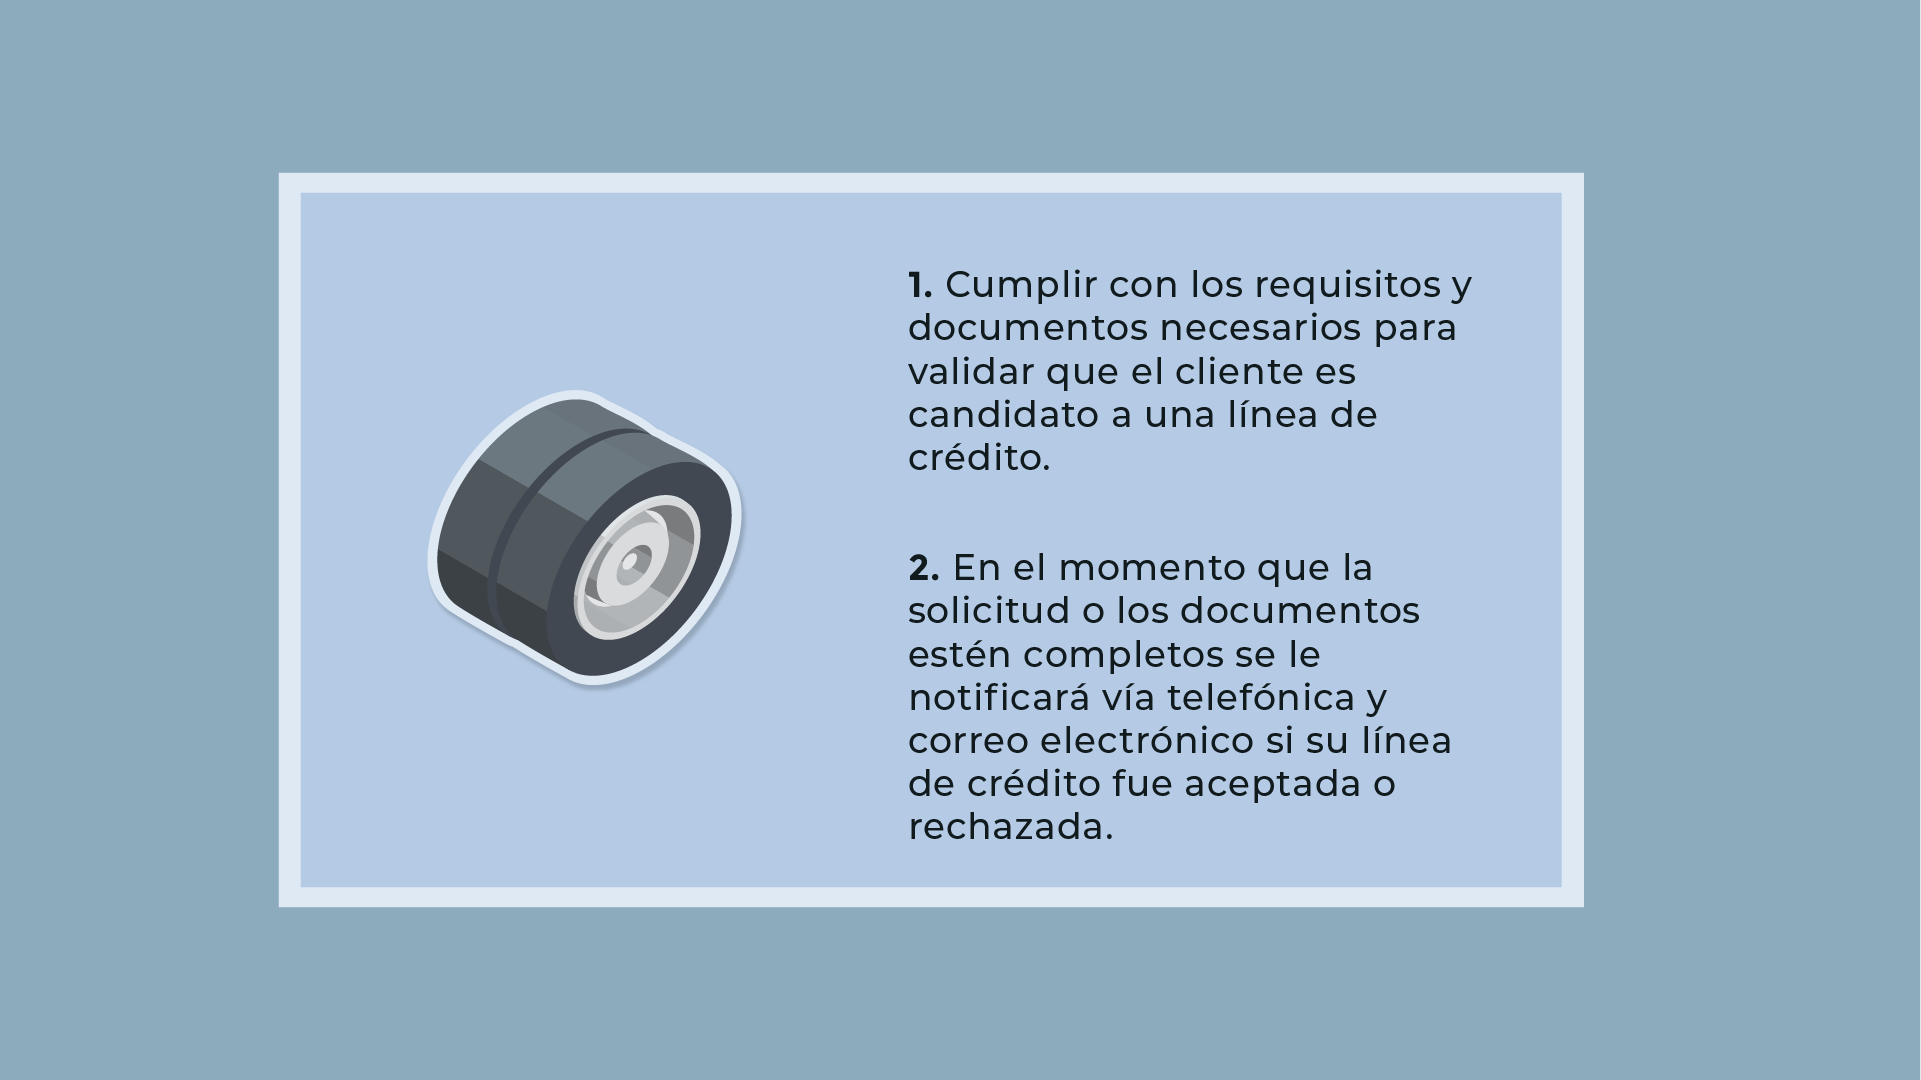 1. Cumplir con los requisitos y
documentos necesarios para
validar que el cliente es
candidato a una línea de
crédito.
2. En el momento que la
solicitud o los documentos
estén completos se le
notificará vía telefónica y
correo electrónico si su línea
de crédito fue aceptada o
rechazada.